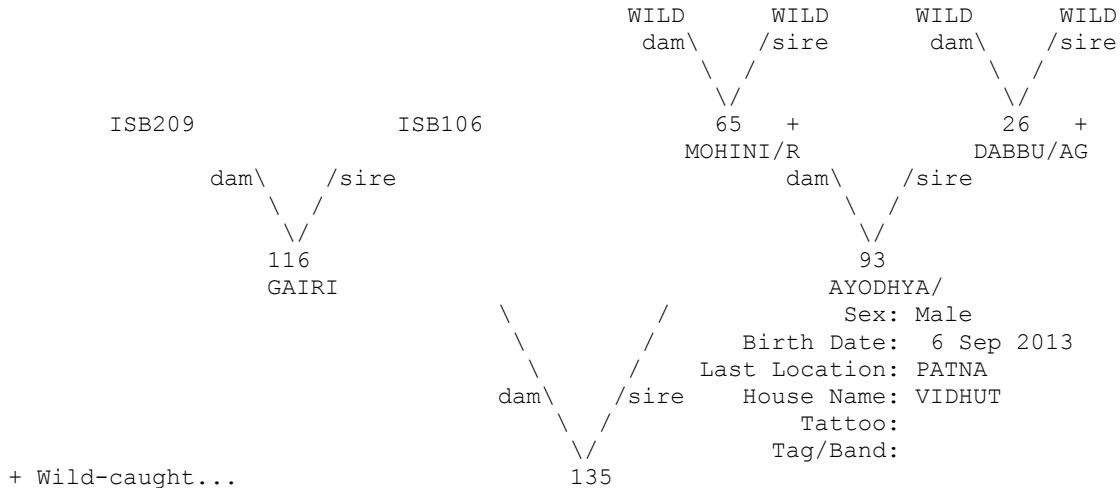 WILD WILD WILD WILD
dam\ /sire dam\ /sire
\ / \ /
\/ \/
ISB209 ISB106 65 + 26 +
MOHINI/R DABBU/AG
dam\ /sire dam\ /sire
\ / \ /
\/ \/
116 93
GAIRI AYODHYA/
\ / Sex: Male
\ / Birth Date: 6 Sep 2013
\ / Last Location: PATNA
dam\ /sire House Name: VIDHUT
\ / Tattoo:
\/ Tag/Band:
+ Wild-caught... 135